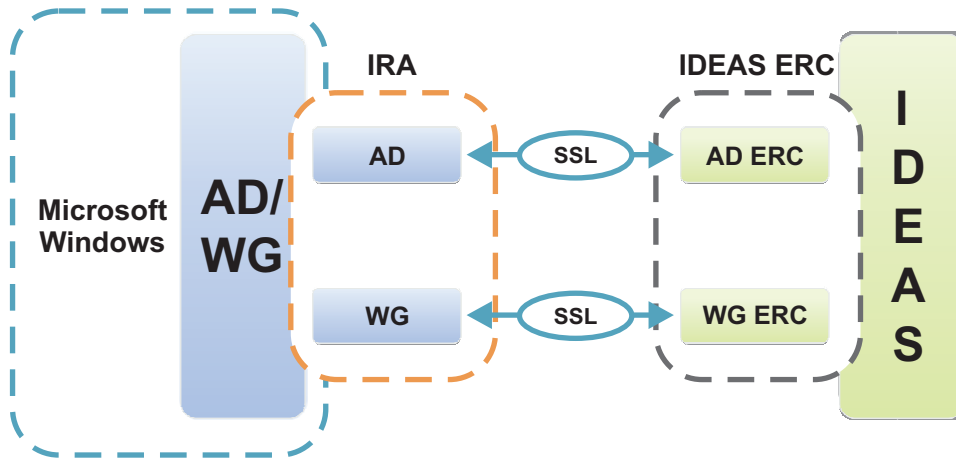 IRA
IDEAS ERC
Microsoft
Windows
AD/
WG
AD
SSL
AD ERC
WG
SSL
WG ERC
I
D
E
A
S